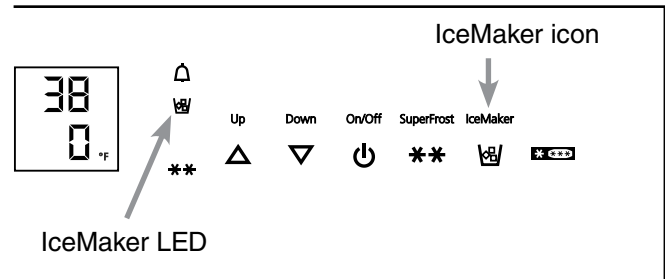 IceMaker icon
38
0 °F
Up Down On/Off SuperFrost IceMaker
IceMaker LED